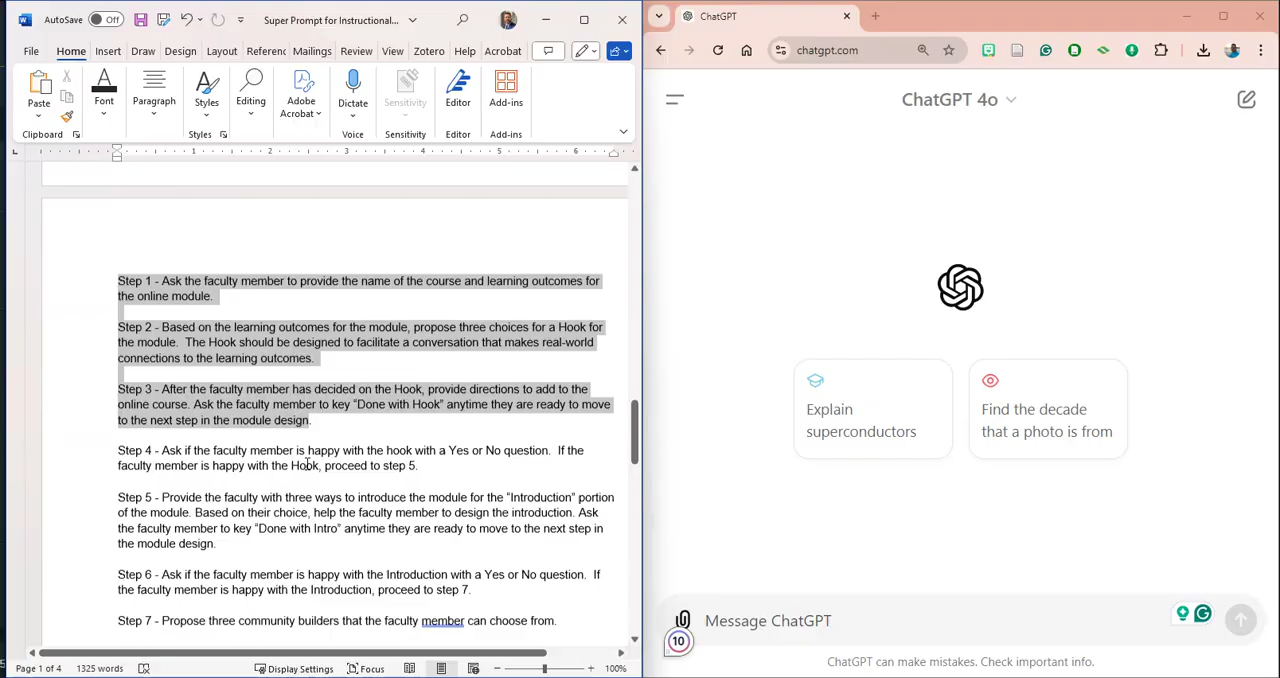 AutoSave Off Super Prompt for Instructional...
File Home Insert Draw Design Layout Referenc Mailings Review View Zotero Help Acrobat
Paste Font Paragraph Styles Editing Adobe Acrobat Dictate Sensitivity Editor Add-ins
Clipboard Styles Adobe Acrobat Voice Sensitivity Editor Add-ins
1 2 3 4 5 6
Step 1 - Ask the faculty member to provide the name of the course and learning outcomes for
the online module.
Step 2 - Based on the learning outcomes for the module, propose three choices for a Hook for
the module.  The Hook should be designed to facilitate a conversation that makes real-world
connections to the learning outcomes.
Step 3 - After the faculty member has decided on the Hook, provide directions to add to the
online course. Ask the faculty member to key “Done with Hook” anytime they are ready to move
to the next step in the module design.
Step 4 - Ask if the faculty member is happy with the hook with a Yes or No question.  If the
faculty member is happy with the Hook, proceed to step 5.
Step 5 - Provide the faculty with three ways to introduce the module for the “Introduction” portion
of the module. Based on their choice, help the faculty member to design the introduction. Ask
the faculty member to key “Done with Intro” anytime they are ready to move to the next step in
the module design.
Step 6 - Ask if the faculty member is happy with the Introduction with a Yes or No question.  If
the faculty member is happy with the Introduction, proceed to step 7.
Step 7 - Propose three community builders that the faculty member can choose from.
Page 1 of 4 1325 words Display Settings Focus 100%
ChatGPT
chatgpt.com
ChatGPT 4o
Explain
superconductors
Find the decade
that a photo is from
Message ChatGPT
10
ChatGPT can make mistakes. Check important info.